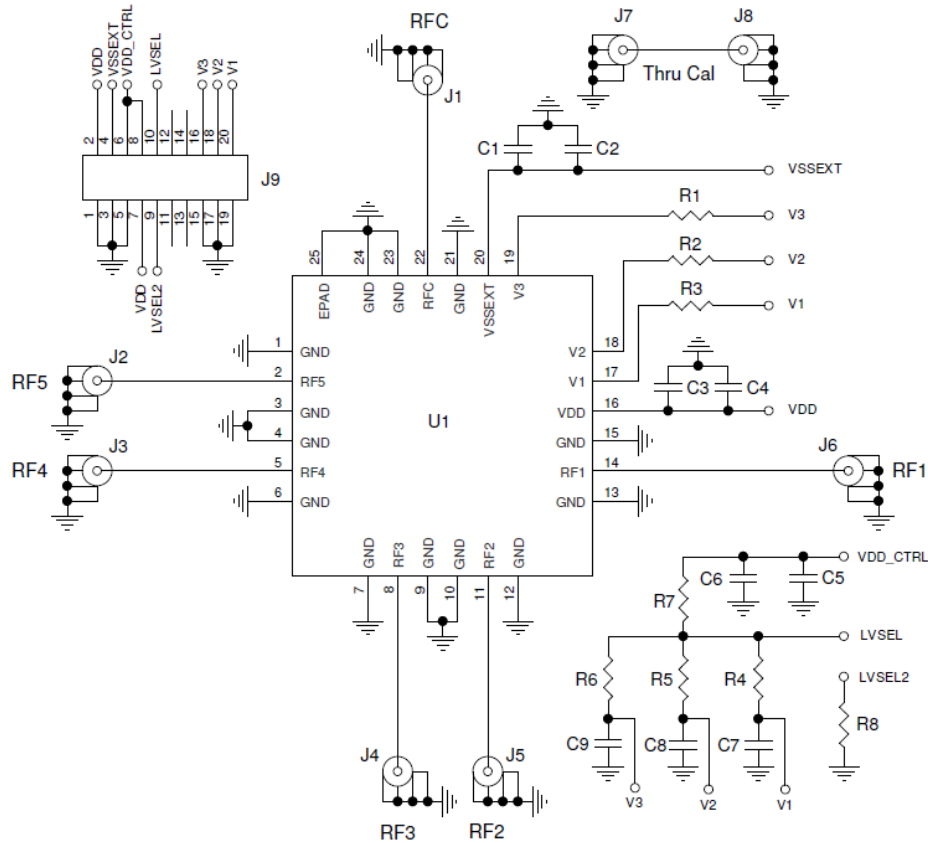 RFC
J7
J8
J1
Thru Cal
VDD
VSSEXT
VDD_CTRL
LVSEL
V3
V2
V1
2
4
6
8
10
12
14
16
18
20
J9
1
3
5
7
9
11
13
15
17
19
VDD
LVSEL2
C1
C2
VSSEXT
R1
V3
R2
V2
R3
V1
25
24
23
22
21
20
19
EPAD
GND
GND
RFC
GND
VSSEXT
V3
1
GND
V2
18
J2
RF5
2
RF5
V1
17
C3
C4
3
GND
U1
VDD
16
VDD
4
GND
GND
15
J3
J6
RF4
5
RF4
RF1
14
RF1
6
GND
GND
13
GND
RF3
GND
GND
RF2
GND
7
8
9
10
11
12
VDD_CTRL
C6
C5
R7
LVSEL
R6
R5
R4
LVSEL2
R8
C9
C8
C7
V3
V2
V1
J4
J5
RF3
RF2